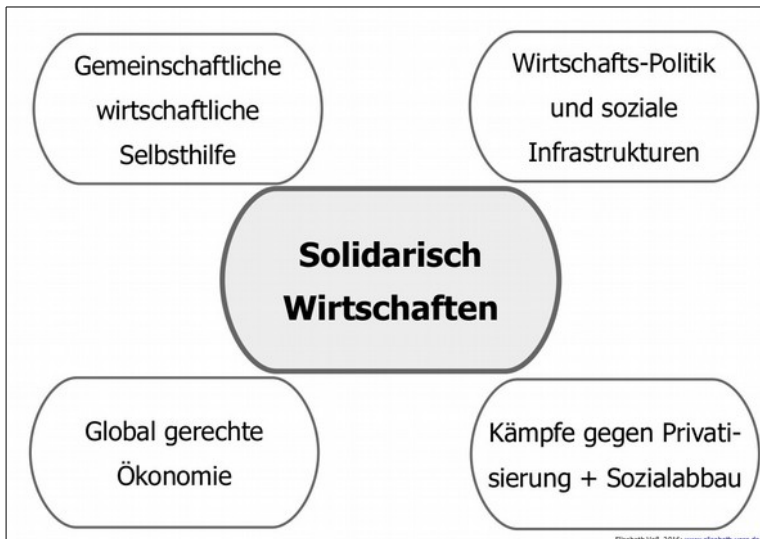 Gemeinschaftliche
wirtschaftliche
Selbsthilfe
Wirtschafts-Politik
und soziale
Infrastrukturen
Solidarisch
Wirtschaften
Global gerechte
Ökonomie
Kämpfe gegen Privati-
sierung + Sozialabbau